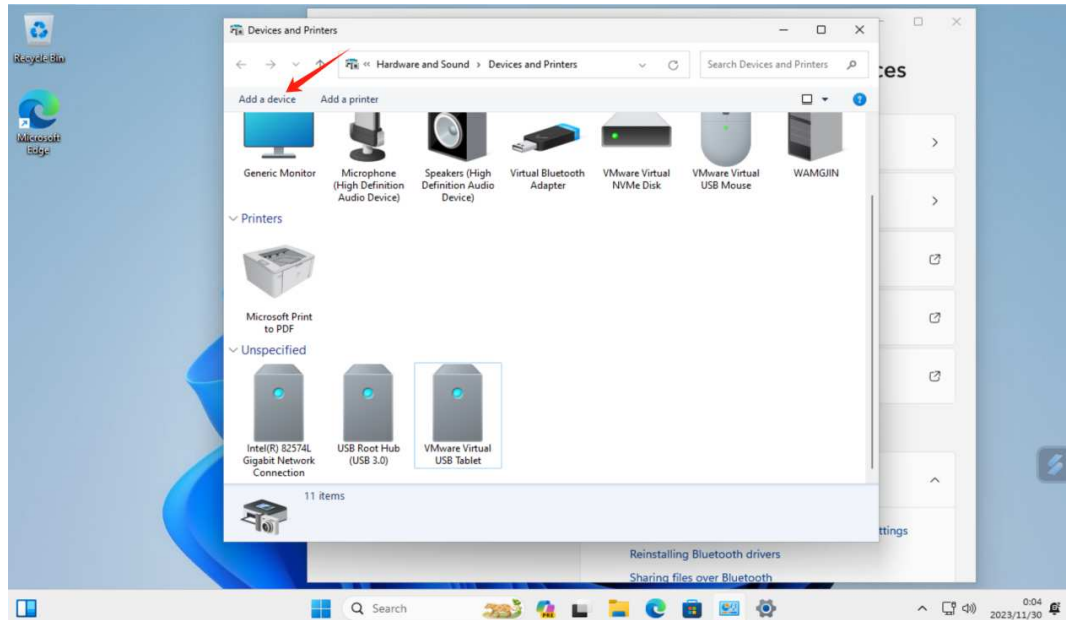 Recycle Bin
Microsoft
Edge
Devices and Printers
« Hardware and Sound > Devices and Printers
Search Devices and Printers
Add a device
Add a printer
Generic Monitor
Microphone
(High Definition
Audio Device)
Speakers (High
Definition Audio
Device)
Virtual Bluetooth
Adapter
VMware Virtual
NVMe Disk
VMware Virtual
USB Mouse
WAMGJIN
Printers
Microsoft Print
to PDF
Unspecified
Intel(R) 82574L
Gigabit Network
Connection
USB Root Hub
(USB 3.0)
VMware Virtual
USB Tablet
11 items
ces
ttings
Reinstalling Bluetooth drivers
Sharing files over Bluetooth
Search
PRE
0:04
2023/11/30